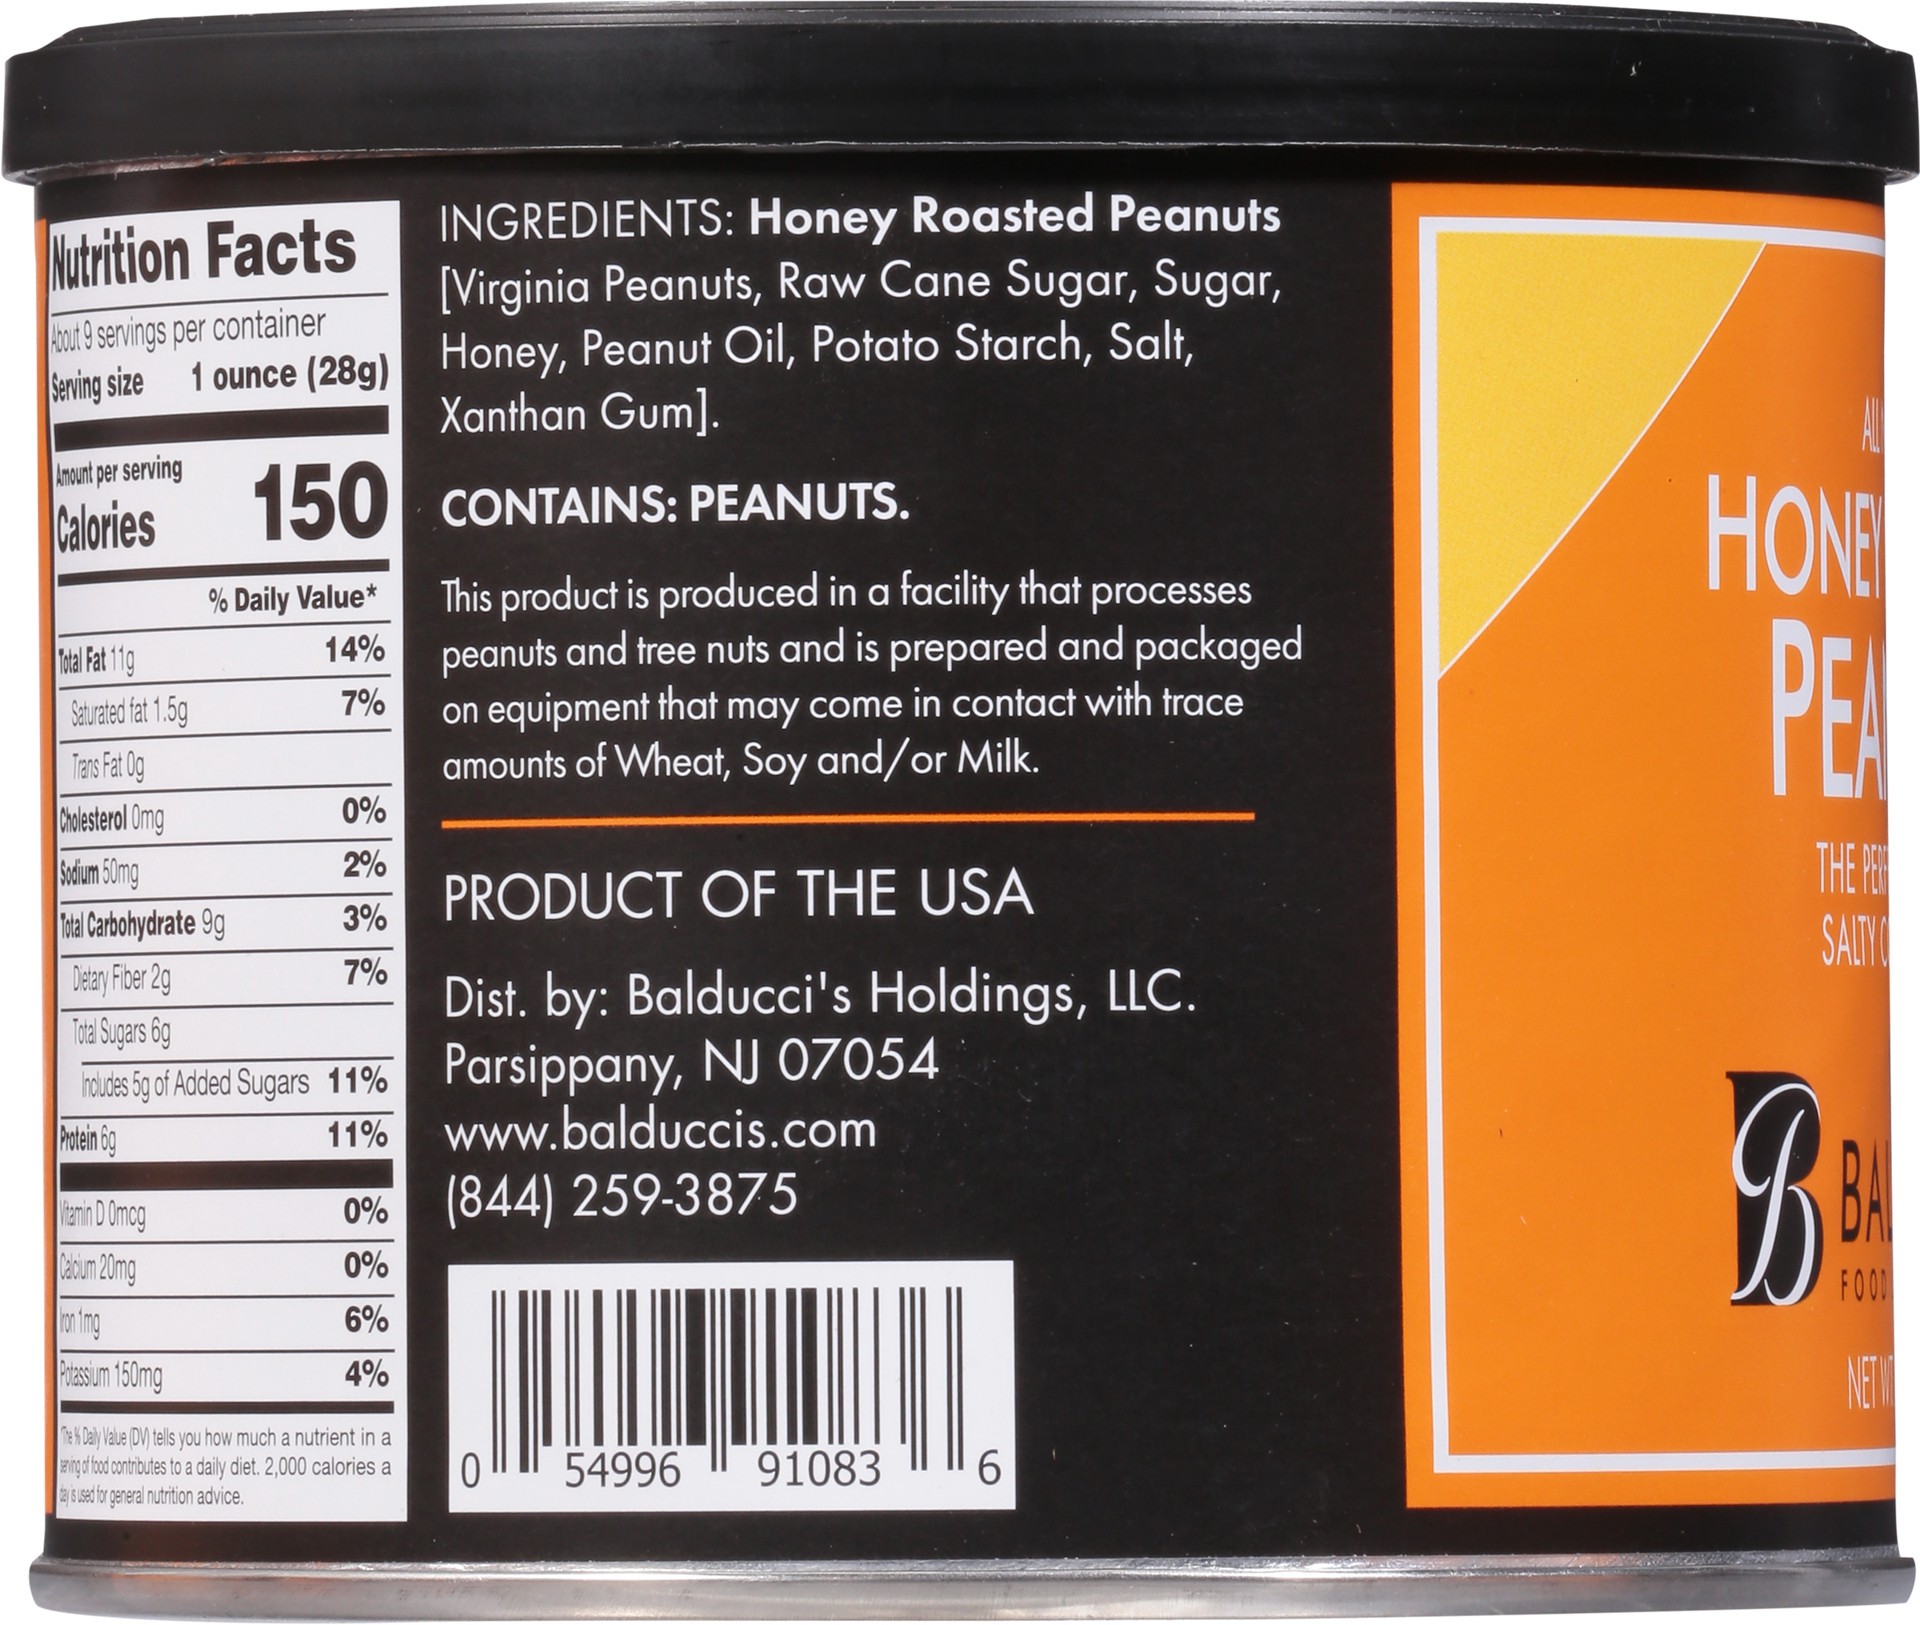 Nutrition Facts
About 9 servings per container
Serving size 1 ounce (28g)
Amount per serving
Calories 150
% Daily Value*
Total Fat 11g 14%
Saturated fat 1.5g 7%
Trans Fat 0g
Cholesterol 0mg 0%
Sodium 50mg 2%
Total Carbohydrate 9g 3%
Dietary Fiber 2g 7%
Total Sugars 6g
Includes 5g of Added Sugars 11%
Protein 6g 11%
Vitamin D 0mcg 0%
Calcium 20mg 0%
Iron 1mg 6%
Potassium 150mg 4%
*The % Daily Value (DV) tells you how much a nutrient in a
serving of food contributes to a daily diet. 2,000 calories a
day is used for general nutrition advice.
INGREDIENTS: Honey Roasted Peanuts
[Virginia Peanuts, Raw Cane Sugar, Sugar,
Honey, Peanut Oil, Potato Starch, Salt,
Xanthan Gum].
CONTAINS: PEANUTS.
This product is produced in a facility that processes
peanuts and tree nuts and is prepared and packaged
on equipment that may come in contact with trace
amounts of Wheat, Soy and/or Milk.
PRODUCT OF THE USA
Dist. by: Balducci's Holdings, LLC.
Parsippany, NJ 07054
www.balduccis.com
(844) 259-3875
0 54996 91083 6
ALL
HONEY
PEA
THE PERF
SALTY
B BAL
FOOD
NET WT